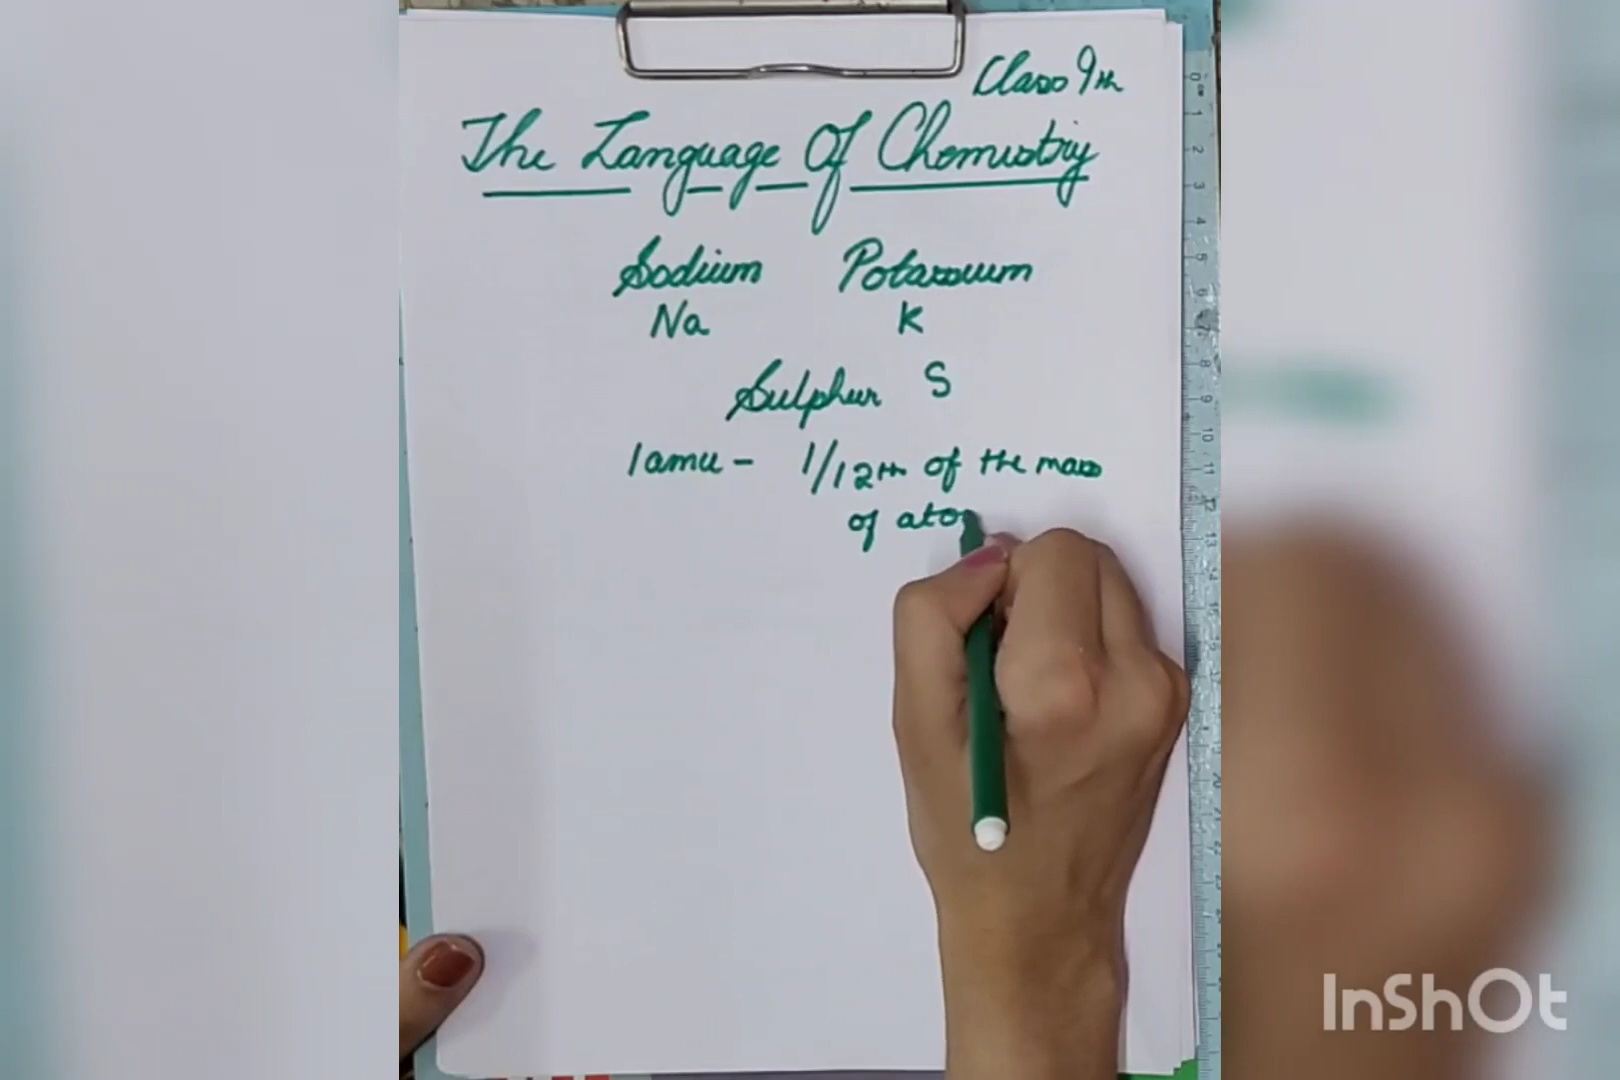 Class 9th
The Language Of Chemistry
Sodium Potassium
Na K
Sulphur S
1amu - 1/12th of the mass
of ato
InShOt